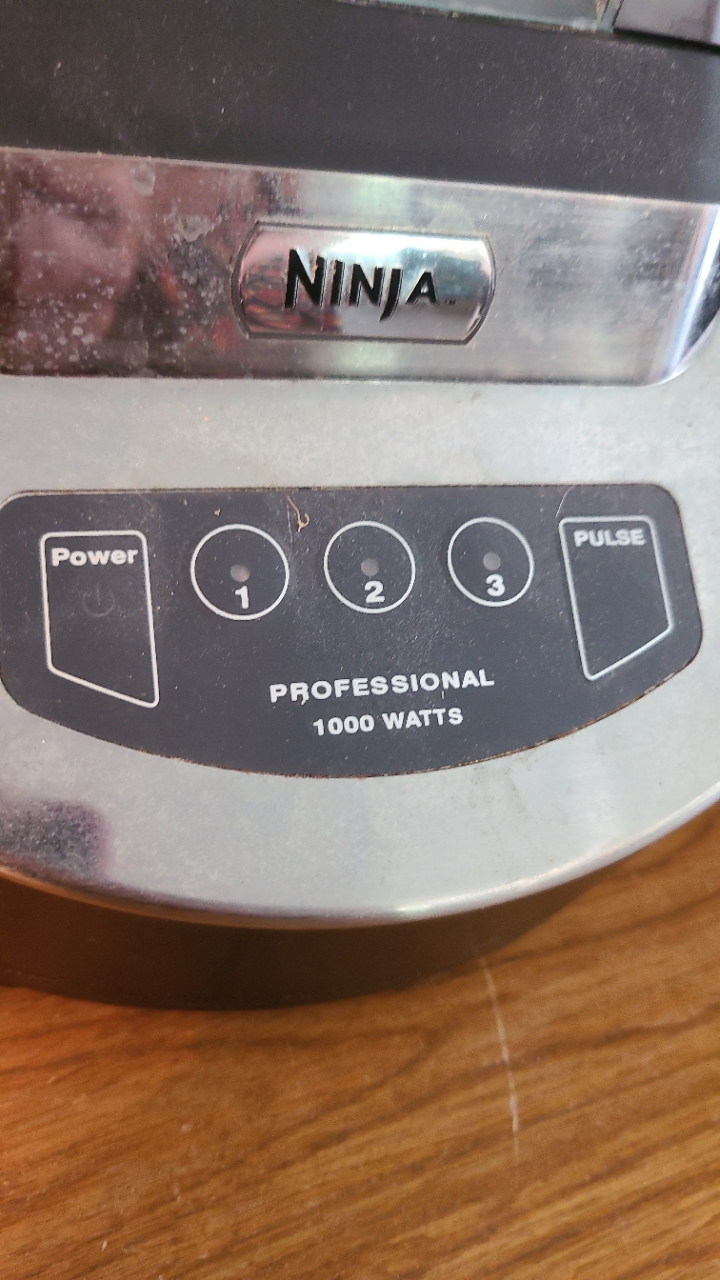 NINJA
Power
1
2
3
PULSE
PROFESSIONAL
1000 WATTS